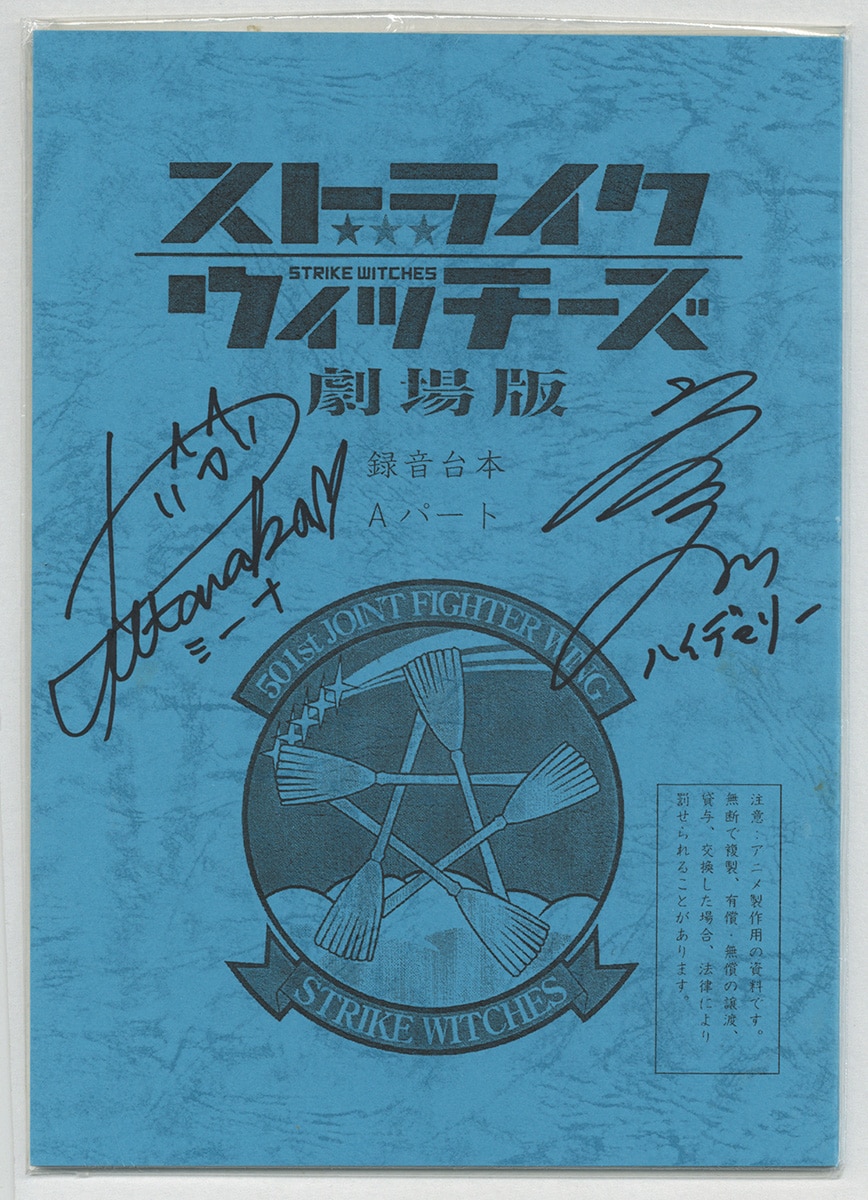 ストライク
STRIKE WITCHES
ウィッチーズ
劇場版
録音台本
Aパート
ミーナ
ハイデマリー
501st JOINT FIGHTER WING
STRIKE WITCHES
注意：アニメ製作用の資料です。
無断で複製、有償・無償の譲渡、
貸与、交換した場合、法律により
罰せられることがあります。